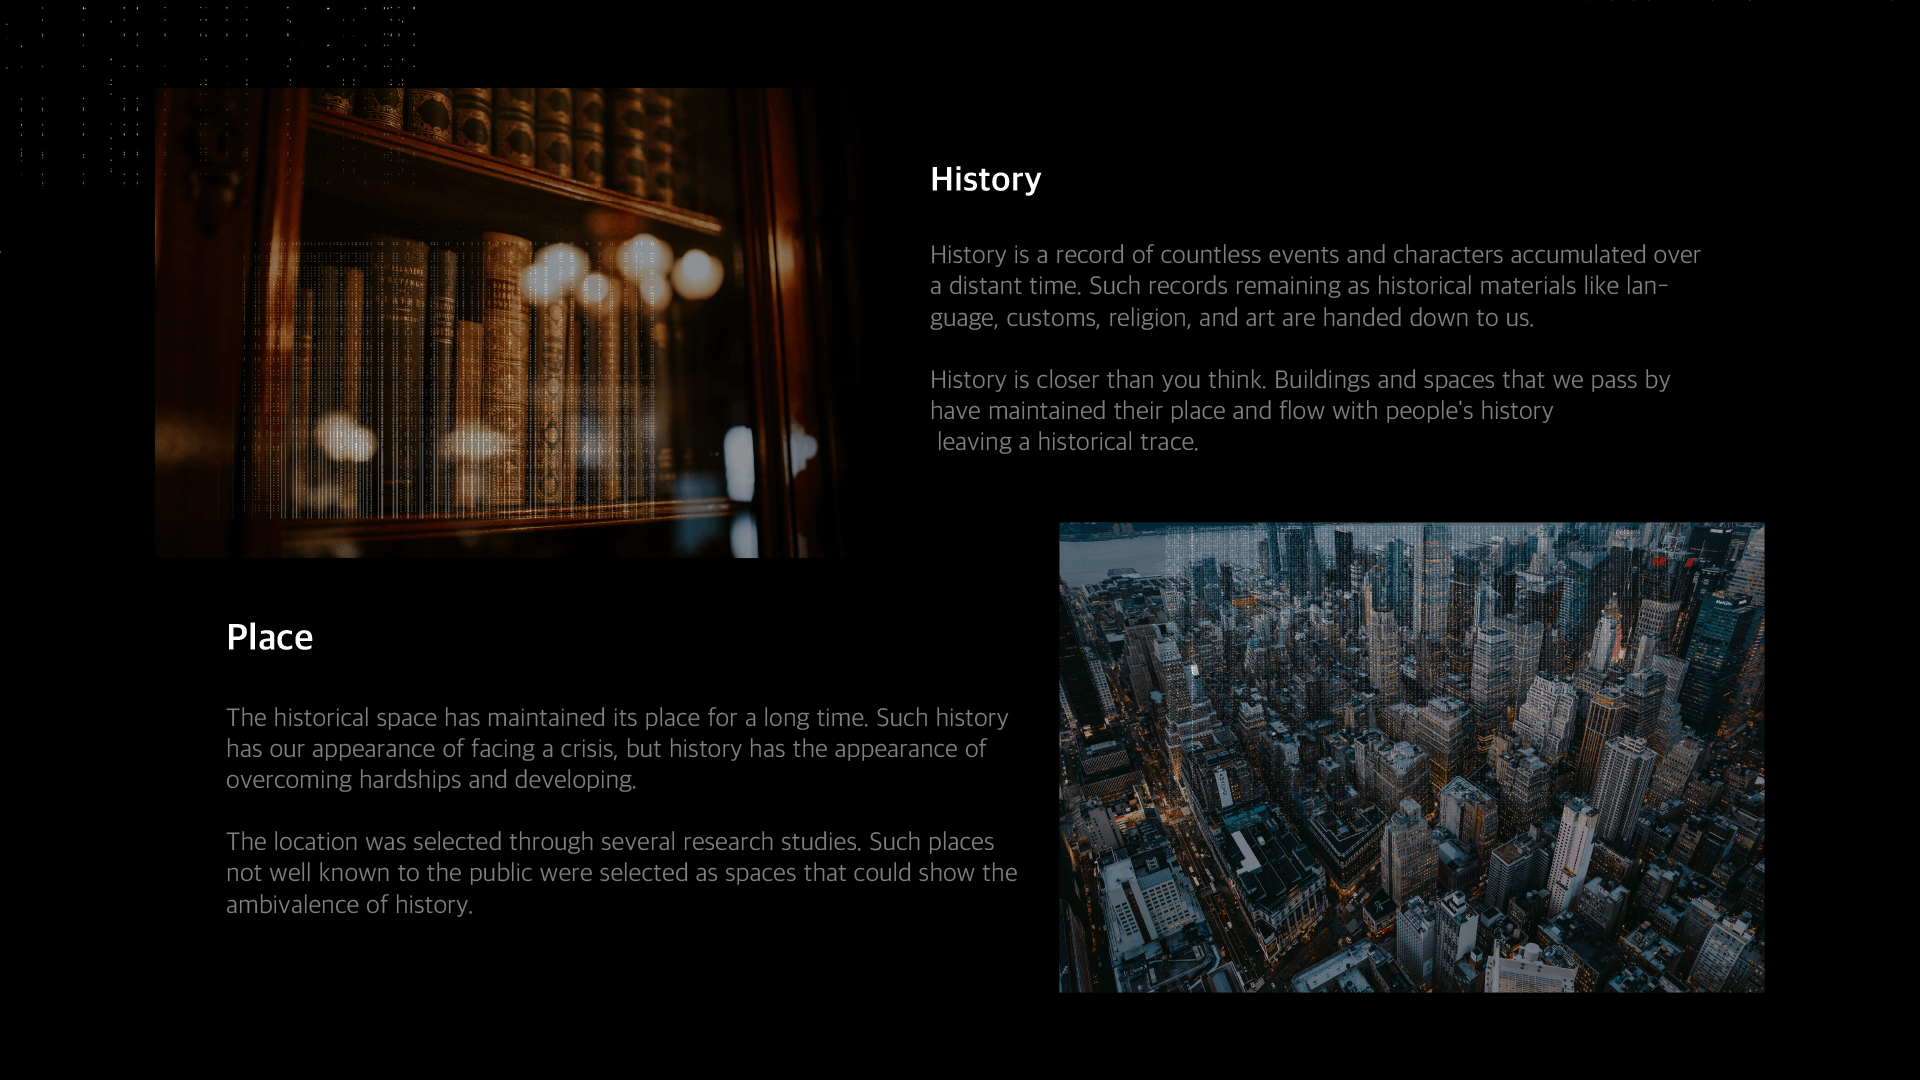 History
History is a record of countless events and characters accumulated over
a distant time. Such records remaining as historical materials like lan-
guage, customs, religion, and art are handed down to us.
History is closer than you think. Buildings and spaces that we pass by
have maintained their place and flow with people's history
leaving a historical trace.
Place
The historical space has maintained its place for a long time. Such history
has our appearance of facing a crisis, but history has the appearance of
overcoming hardships and developing.
The location was selected through several research studies. Such places
not well known to the public were selected as spaces that could show the
ambivalence of history.